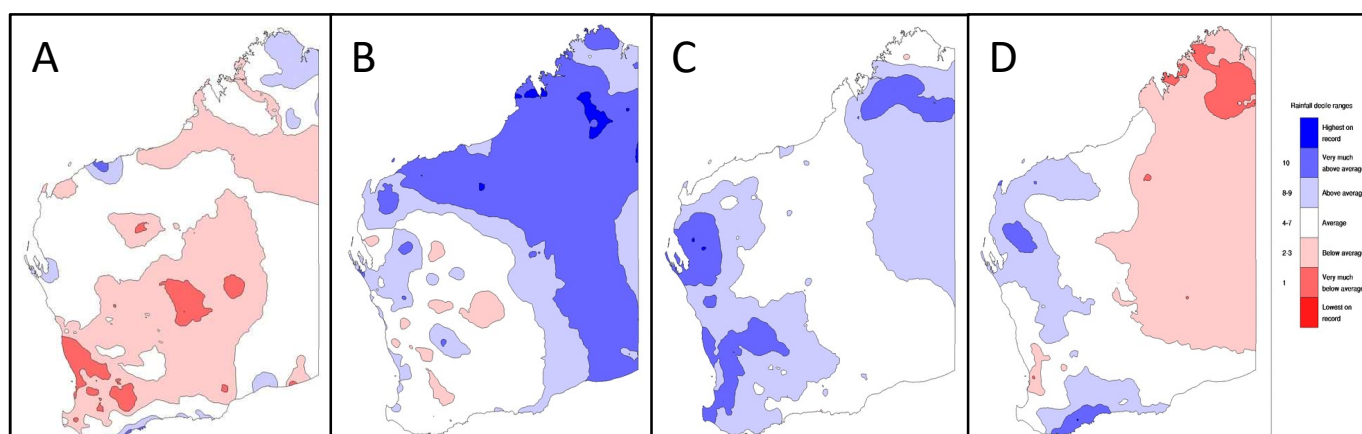 A
B
C
D
Rainfall decile ranges
Highest on
record
10
Very much
above average
8-9
Above average
4-7
Average
2-3
Below average
1
Very much
below average
Lowest on
record